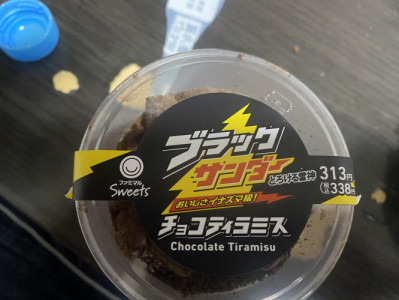 ブラック
サンダー
とろける雷神
おいしさイナズマ級!
チョコティラミス
Chocolate Tiramisu
ファミマル
Sweets
313円
338円